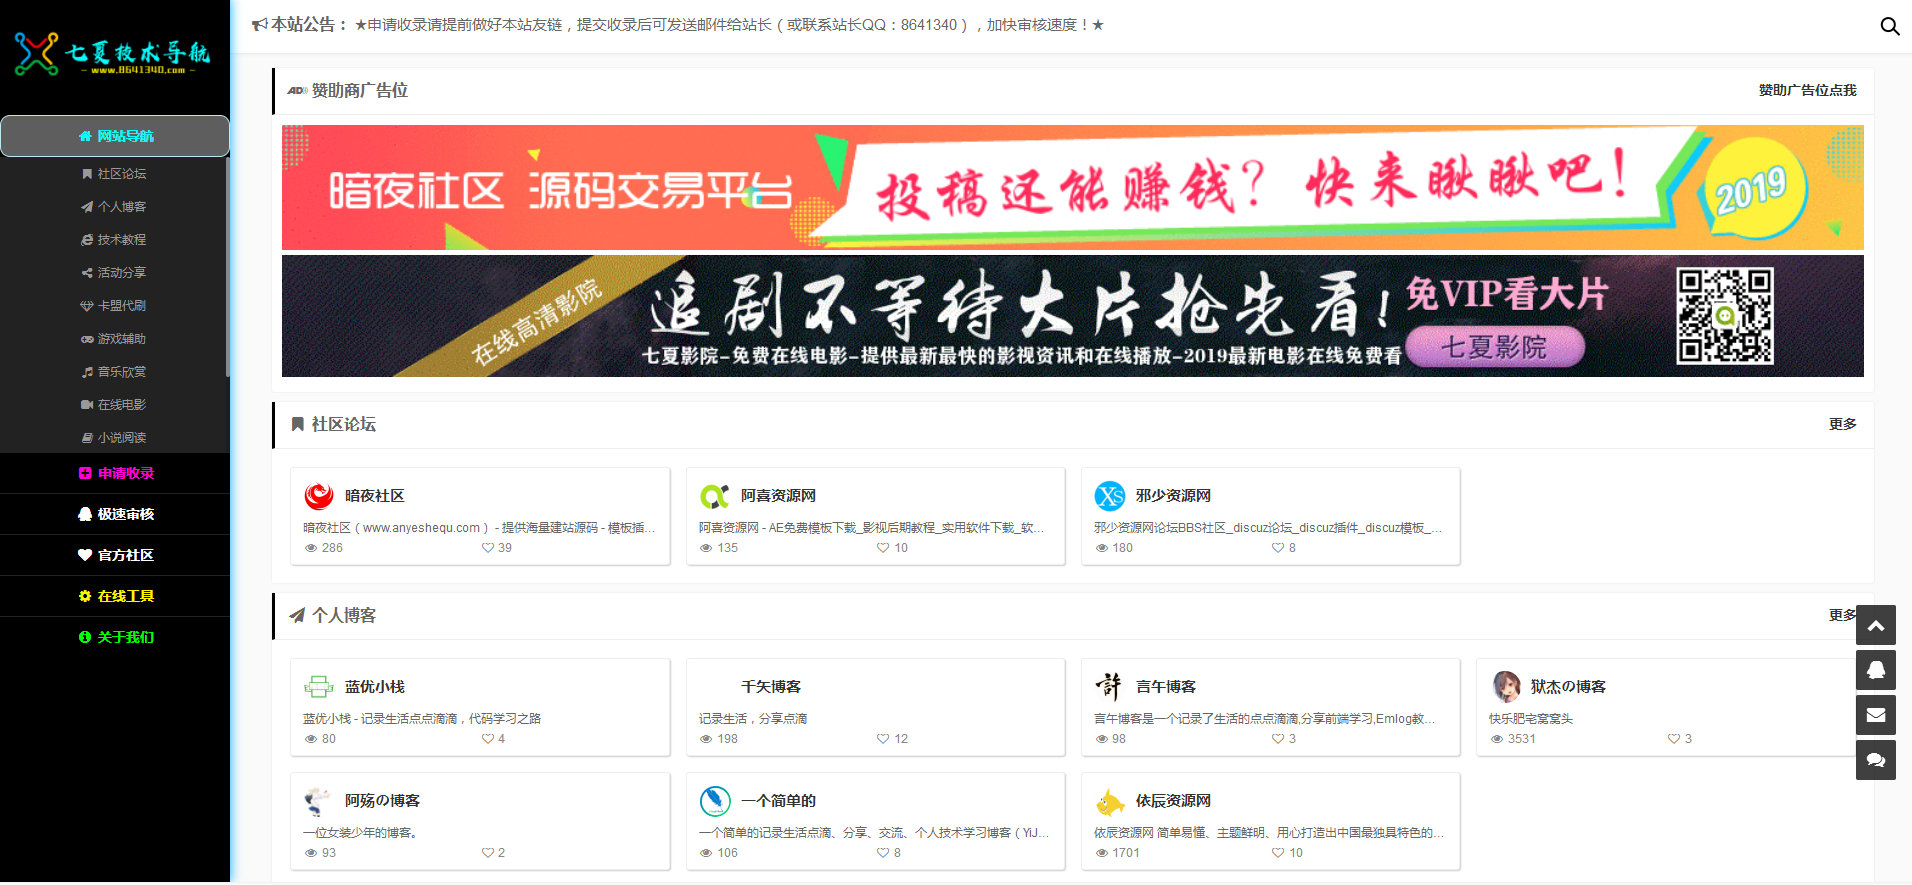 七夏技术导航
- www.8641340.com -
网站导航
社区论坛
个人博客
技术教程
活动分享
卡盟代刷
游戏辅助
音乐欣赏
在线电影
小说阅读
申请收录
极速审核
官方社区
在线工具
关于我们
本站公告：★申请收录请提前做好本站友链，提交收录后可发送邮件给站长（或联系站长QQ：8641340），加快审核速度！★
AD 赞助商广告位
赞助广告位点我
暗夜社区 源码交易平台
投稿还能赚钱？快来瞅瞅吧！
2019
在线高清影院
追剧不等待大片抢先看！
免VIP看大片
七夏影院-免费在线电影-提供最新最快的影视资讯和在线播放-2019最新电影在线免费看
七夏影院
社区论坛
更多
暗夜社区
暗夜社区（www.anyeshequ.com） - 提供海量建站源码 - 模板插...
286 39
阿喜资源网
阿喜资源网 - AE免费模板下载_影视后期教程_实用软件下载_软...
135 10
XS 邪少资源网
邪少资源网论坛BBS社区_discuz论坛_discuz插件_discuz模板_...
180 8
个人博客
更多
蓝优小栈
蓝优小栈 - 记录生活点点滴滴，代码学习之路
80 4
千矢博客
记录生活，分享点滴
198 12
許 言午博客
言午博客是一个记录了生活的点点滴滴,分享前端学习,Emlog教...
98 3
狱杰の博客
快乐肥宅窝窝头
3531 3
阿殇の博客
一位女装少年的博客。
93 2
一个简单的
一个简单的记录生活点滴、分享、交流、个人技术学习博客（YiJ...
106 8
依辰资源网
依辰资源网 简单易懂、主题鲜明、用心打造出中国最独具特色的...
1701 10